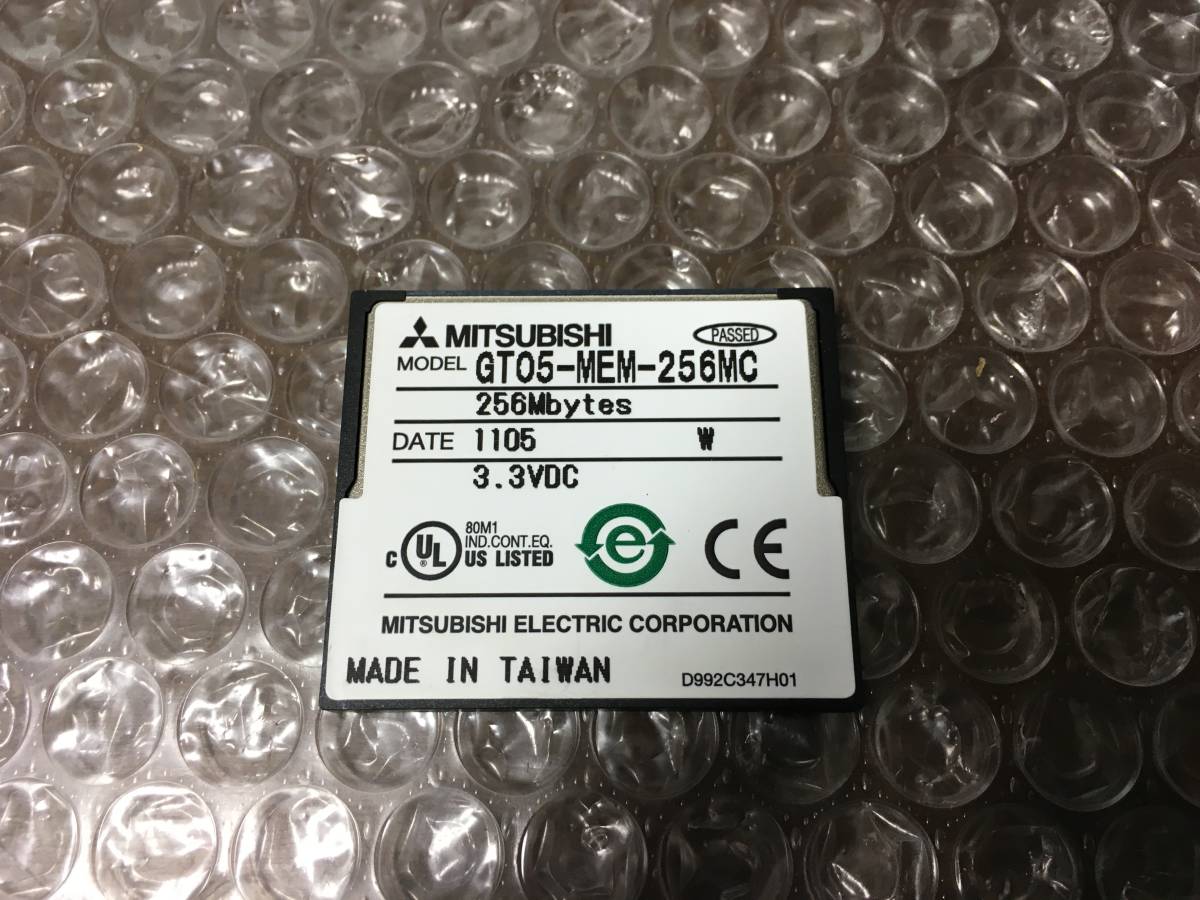 MITSUBISHI
PASSED
MODEL GT05-MEM-256MC
256Mbytes
DATE 1105 W
3.3VDC
C UL ® 80M1
IND.CONT.EQ.
US LISTED
e
CE
MITSUBISHI ELECTRIC CORPORATION
MADE IN TAIWAN
D992C347H01